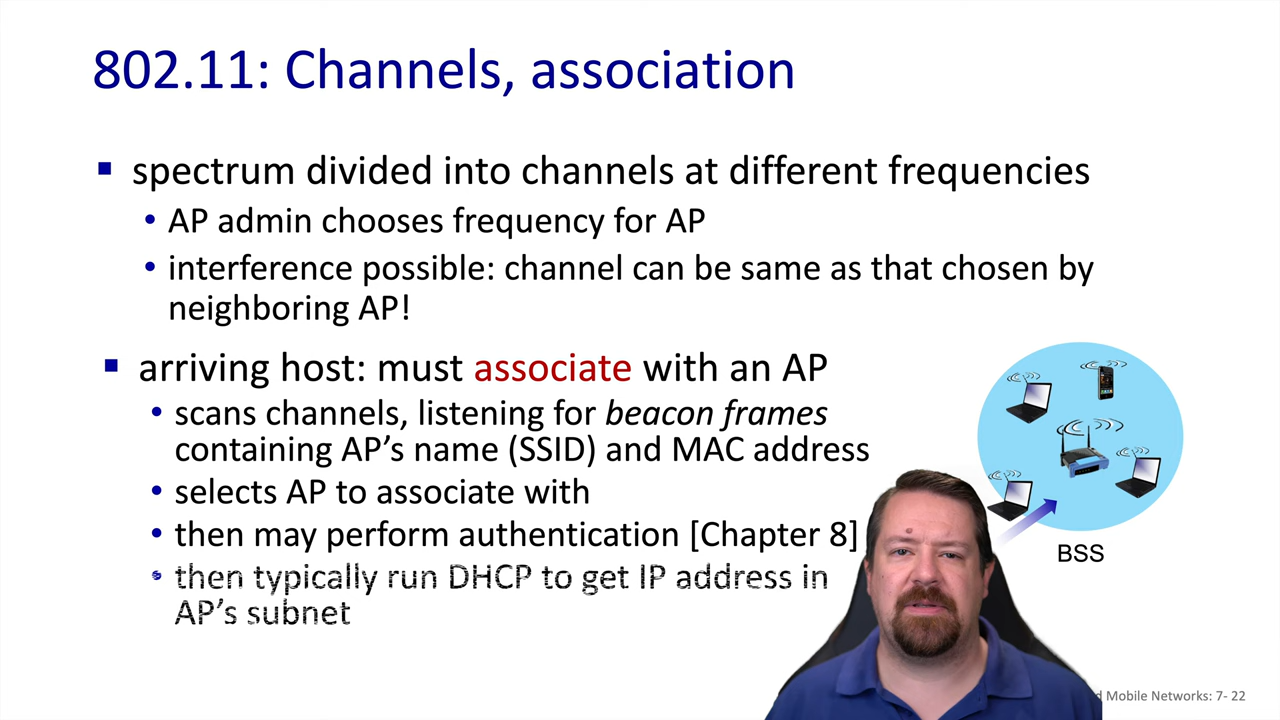 802.11: Channels, association
spectrum divided into channels at different frequencies
AP admin chooses frequency for AP
interference possible: channel can be same as that chosen by
neighboring AP!
arriving host: must associate with an AP
scans channels, listening for beacon frames
containing AP's name (SSID) and MAC address
selects AP to associate with
then may perform authentication [Chapter 8]
then typically run DHCP to get IP address in
AP's subnet
BSS
Mobile Networks: 7- 22